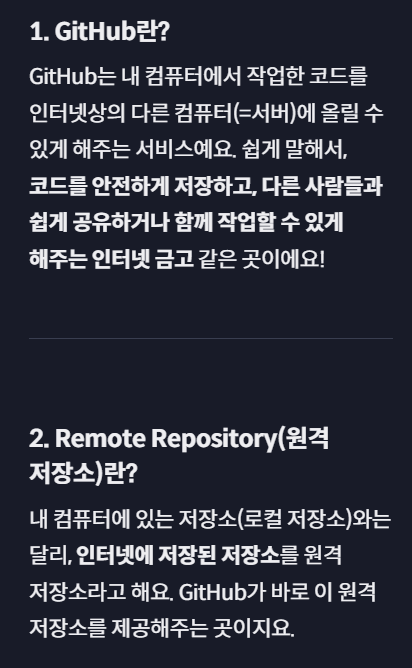 1. GitHub란?
GitHub는 내 컴퓨터에서 작업한 코드를
인터넷상의 다른 컴퓨터(=서버)에 올릴 수
있게 해주는 서비스예요. 쉽게 말해서,
코드를 안전하게 저장하고, 다른 사람들과
쉽게 공유하거나 함께 작업할 수 있게
해주는 인터넷 금고 같은 곳이에요!
2. Remote Repository(원격
저장소)란?
내 컴퓨터에 있는 저장소(로컬 저장소)와는
달리, 인터넷에 저장된 저장소를 원격
저장소라고 해요. GitHub가 바로 이 원격
저장소를 제공해주는 곳이지요.